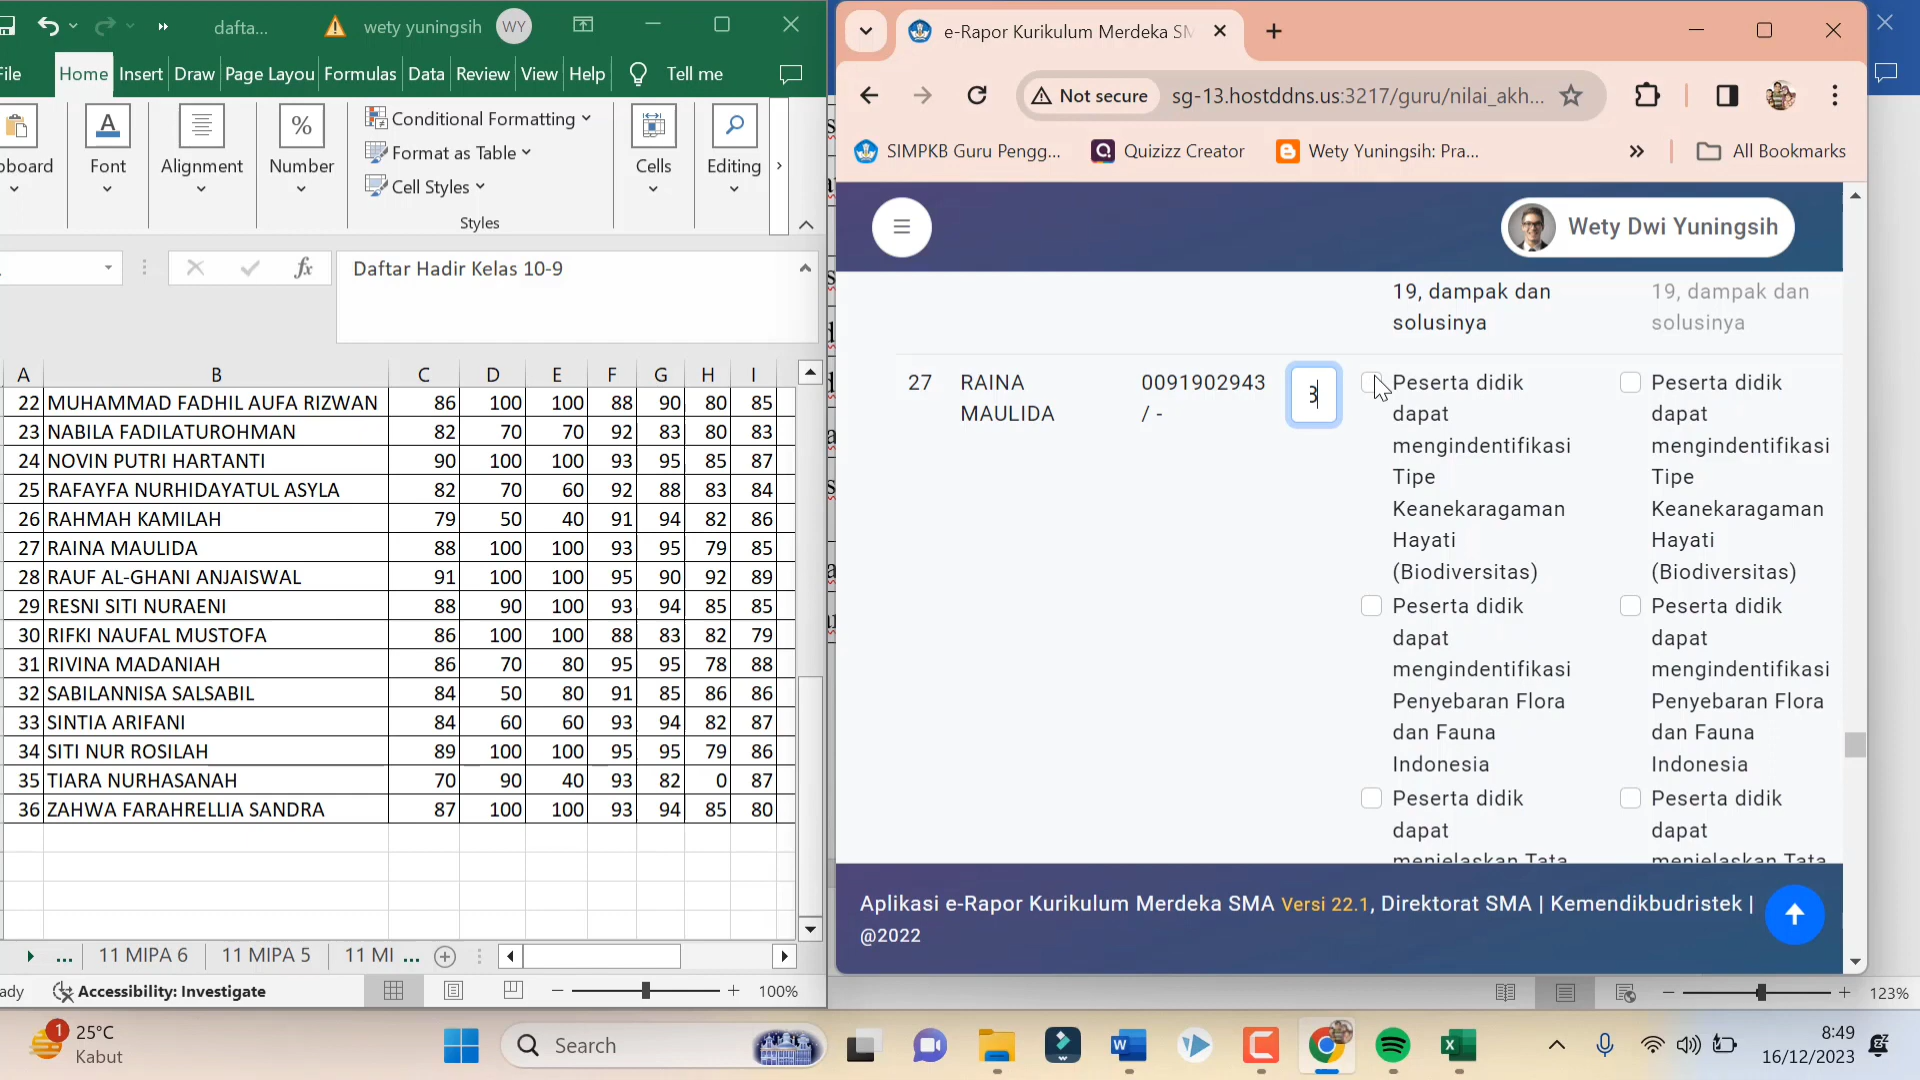 dafta...
wety yuningsih
WY
File
Home
Insert
Draw
Page Layou
Formulas
Data
Review
View
Help
Tell me
Font
Alignment
Number
%
Conditional Formatting
Format as Table
Cell Styles
Styles
Cells
Editing
fx
Daftar Hadir Kelas 10-9
A B C D E F G H I
22 MUHAMMAD FADHIL AUFA RIZWAN 86 100 100 88 90 80 85
23 NABILA FADILATUROHMAN 82 70 70 92 83 80 83
24 NOVIN PUTRI HARTANTI 90 100 100 93 95 85 87
25 RAFAYFA NURHIDAYATUL ASYLA 82 70 60 92 88 83 84
26 RAHMAH KAMILAH 79 50 40 91 94 82 86
27 RAINA MAULIDA 88 100 100 93 95 79 85
28 RAUF AL-GHANI ANJAISWAL 91 100 100 95 90 92 89
29 RESNI SITI NURAENI 88 90 100 93 94 85 85
30 RIFKI NAUFAL MUSTOFA 86 100 100 88 83 82 79
31 RIVINA MADANIAH 86 70 80 95 95 78 88
32 SABILANNISA SALSABIL 84 50 80 91 85 86 86
33 SINTIA ARIFANI 84 60 60 93 94 82 87
34 SITI NUR ROSILAH 89 100 100 95 95 79 86
35 TIARA NURHASANAH 70 90 40 93 82 0 87
36 ZAHWA FARAHRELLIA SANDRA 87 100 100 93 94 85 80
... 11 MIPA 6 11 MIPA 5 11 MI ...
Accessibility: Investigate
100%
e-Rapor Kurikulum Merdeka SM
Not secure
sg-13.hostddns.us:3217/guru/nilai_akh...
SIMPKB Guru Pengg...
Quizizz Creator
Wety Yuningsih: Pra...
All Bookmarks
Wety Dwi Yuningsih
19, dampak dan
solusinya
19, dampak dan
solusinya
27
RAINA
MAULIDA
0091902943
/ -
Peserta didik
dapat
mengindentifikasi
Tipe
Keanekaragaman
Hayati
(Biodiversitas)
Peserta didik
dapat
mengindentifikasi
Penyebaran Flora
dan Fauna
Indonesia
Peserta didik
dapat
menjelaskan Tata
Peserta didik
dapat
mengindentifikasi
Tipe
Keanekaragaman
Hayati
(Biodiversitas)
Peserta didik
dapat
mengindentifikasi
Penyebaran Flora
dan Fauna
Indonesia
Peserta didik
dapat
menjelaskan Tata
Aplikasi e-Rapor Kurikulum Merdeka SMA Versi 22.1, Direktorat SMA | Kemendikbudristek |
@2022
123%
1
25°C
Kabut
Search
8:49
16/12/2023